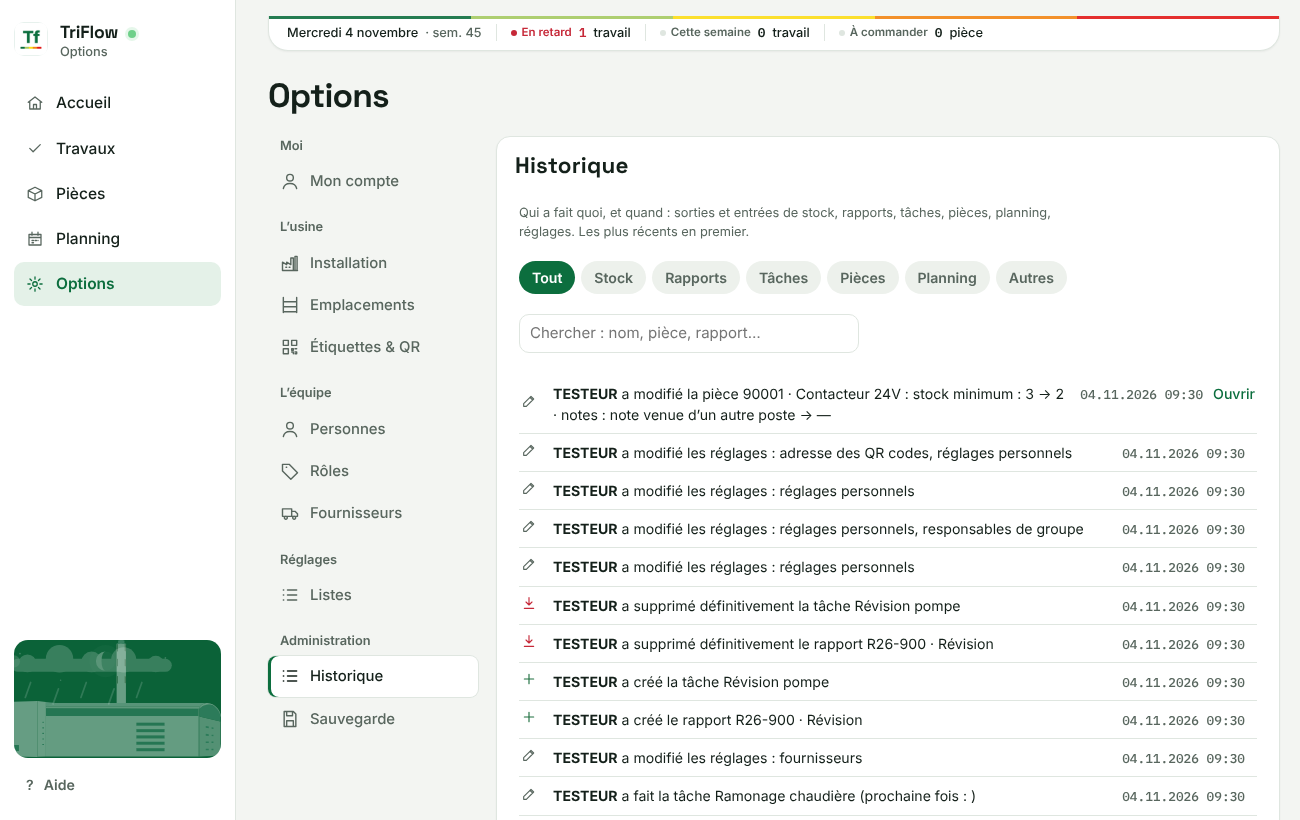 Tf
TriFlow
Options
Accueil
Travaux
Pièces
Planning
Options
? Aide
Mercredi 4 novembre · sem. 45
En retard 1 travail
Cette semaine 0 travail
À commander 0 pièce
Options
Moi
Mon compte
L'usine
Installation
Emplacements
Étiquettes & QR
L'équipe
Personnes
Rôles
Fournisseurs
Réglages
Listes
Administration
Historique
Sauvegarde
Historique
Qui a fait quoi, et quand : sorties et entrées de stock, rapports, tâches, pièces, planning,
réglages. Les plus récents en premier.
Tout Stock Rapports Tâches Pièces Planning Autres
Chercher : nom, pièce, rapport…
TESTEUR a modifié la pièce 90001 · Contacteur 24V : stock minimum : 3 → 2 04.11.2026 09:30 Ouvrir
· notes : note venue d'un autre poste → —
TESTEUR a modifié les réglages : adresse des QR codes, réglages personnels 04.11.2026 09:30
TESTEUR a modifié les réglages : réglages personnels 04.11.2026 09:30
TESTEUR a modifié les réglages : réglages personnels, responsables de groupe 04.11.2026 09:30
TESTEUR a modifié les réglages : réglages personnels 04.11.2026 09:30
TESTEUR a supprimé définitivement la tâche Révision pompe 04.11.2026 09:30
TESTEUR a supprimé définitivement le rapport R26-900 · Révision 04.11.2026 09:30
TESTEUR a créé la tâche Révision pompe 04.11.2026 09:30
TESTEUR a créé le rapport R26-900 · Révision 04.11.2026 09:30
TESTEUR a modifié les réglages : fournisseurs 04.11.2026 09:30
TESTEUR a fait la tâche Ramonage chaudière (prochaine fois : ) 04.11.2026 09:30